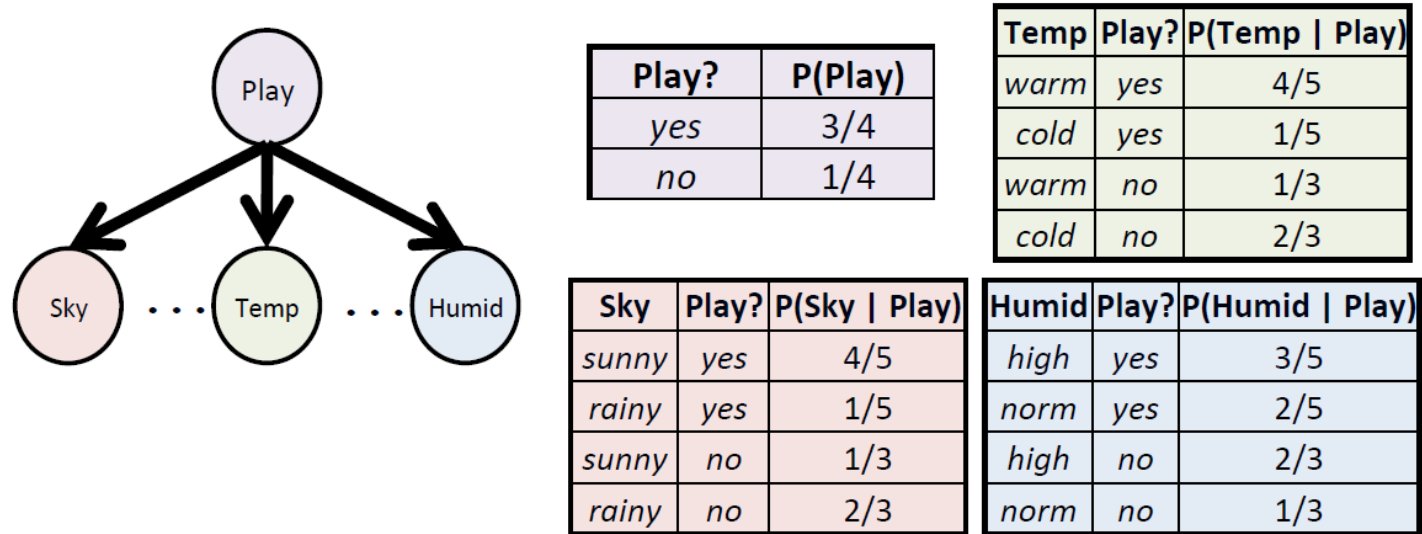 Play
Sky . . . Temp . . . Humid
Play? P(Play)
yes 3/4
no 1/4
Temp Play? P(Temp | Play)
warm yes 4/5
cold yes 1/5
warm no 1/3
cold no 2/3
Sky Play? P(Sky | Play)
sunny yes 4/5
rainy yes 1/5
sunny no 1/3
rainy no 2/3
Humid Play? P(Humid | Play)
high yes 3/5
norm yes 2/5
high no 2/3
norm no 1/3